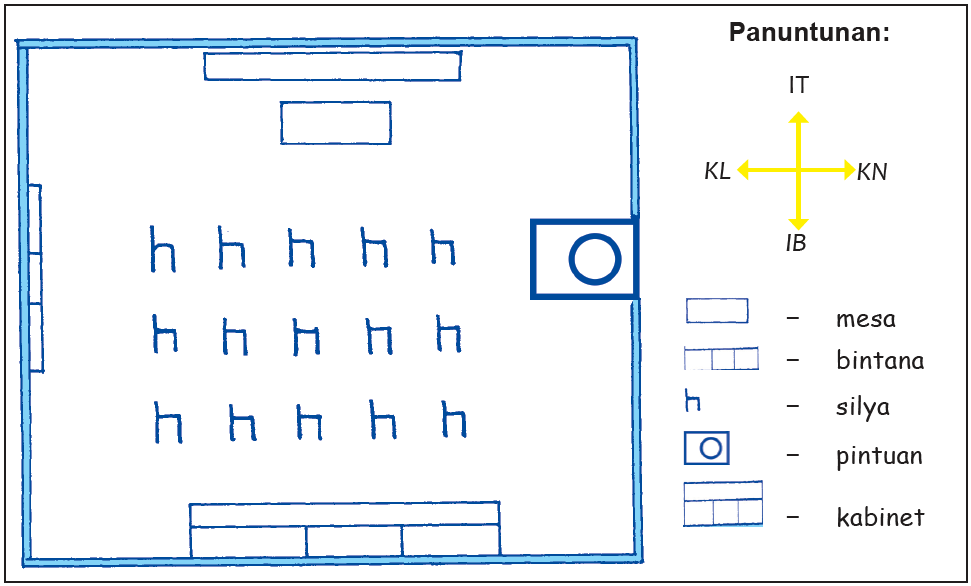 Panuntunan:
IT
KL KN
IB
– mesa
– bintana
– silya
– pintuan
– kabinet